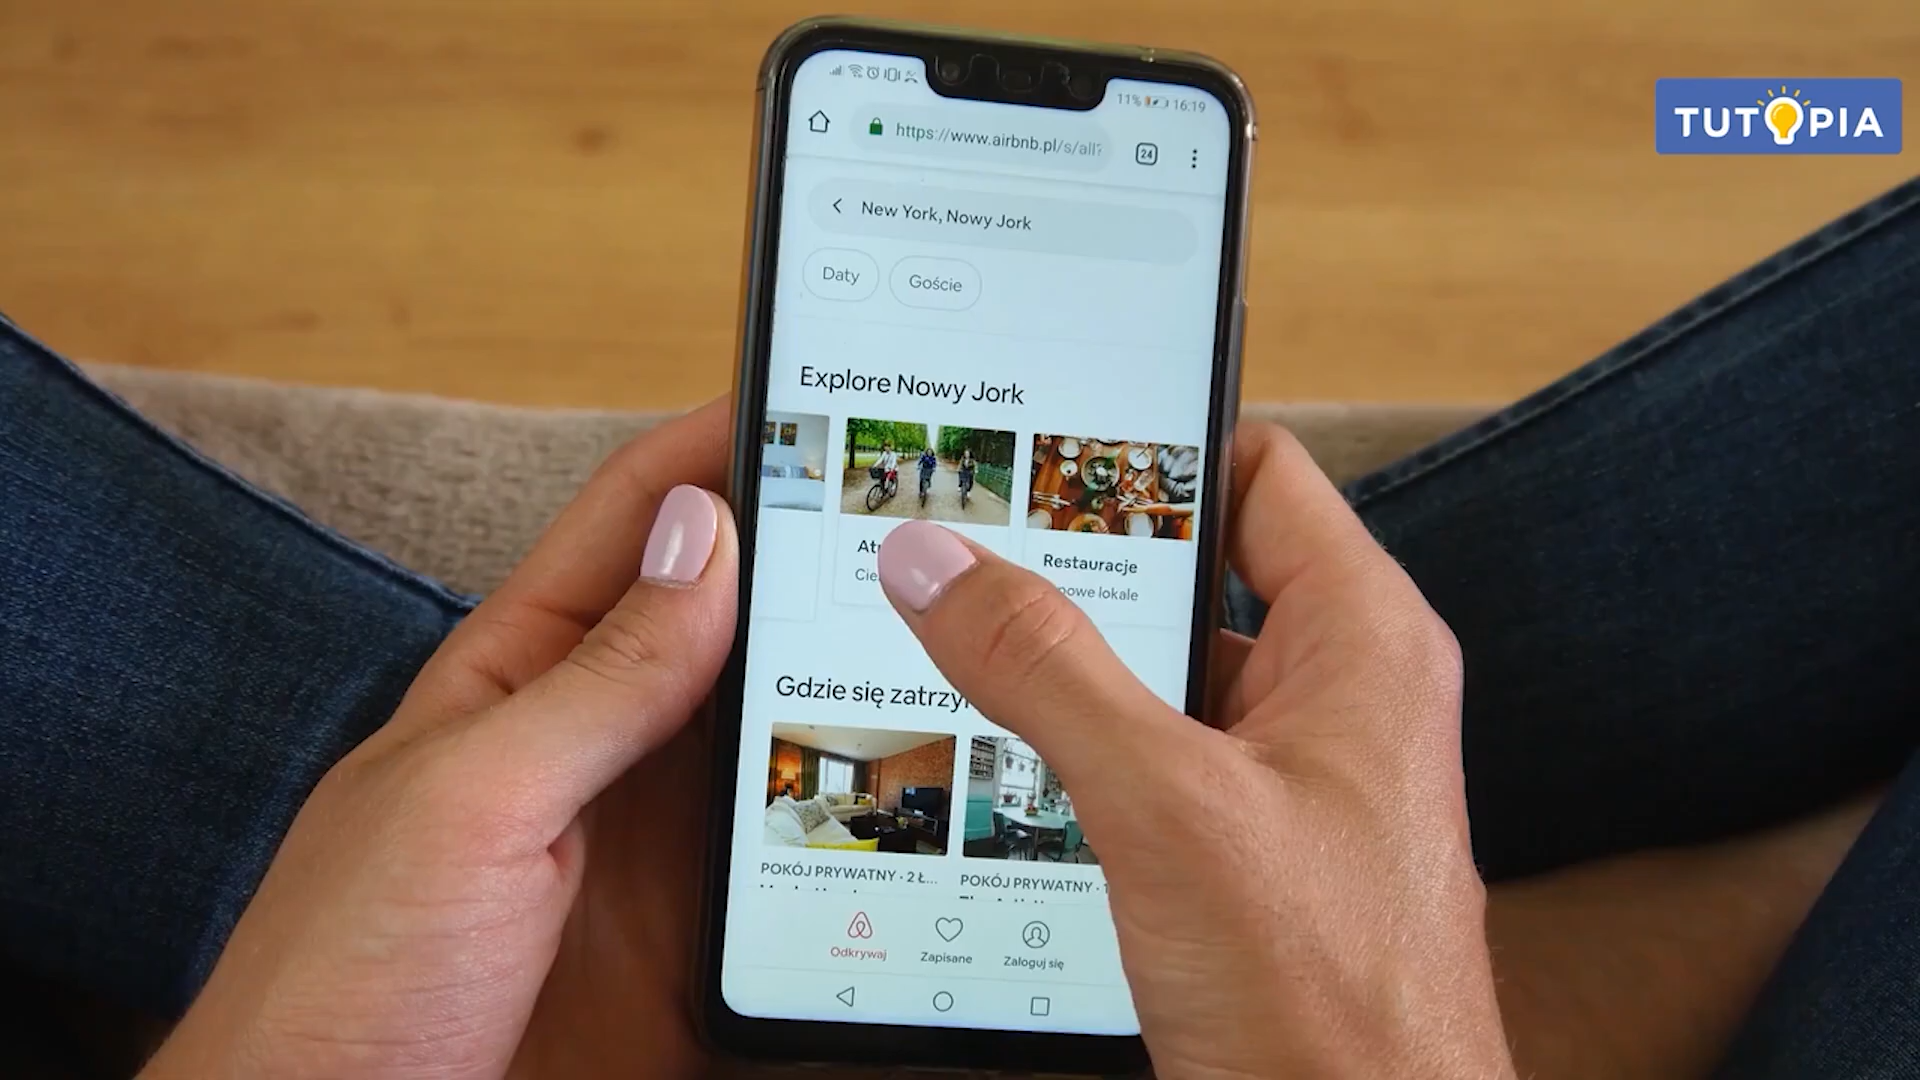 TUTOPIA
11% 16:19
https://www.airbnb.pl/s/all?
24
New York, Nowy Jork
Daty Goście
Explore Nowy Jork
Restauracje
lokale
Gdzie się
POKÓJ PRYWATNY · 2 Ł...
POKÓJ PRYWATNY ·
Odkrywaj Zapisane Zaloguj się